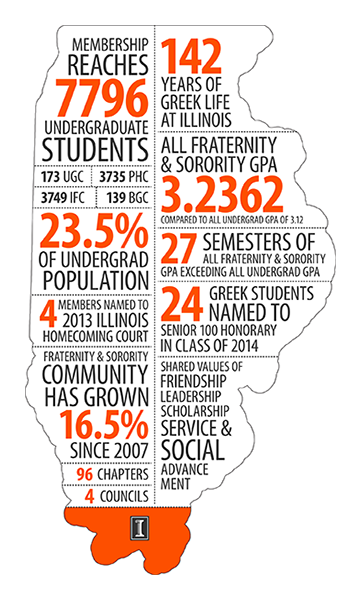 MEMBERSHIP
REACHES
7796
UNDERGRADUATE
STUDENTS
173 UGC 3735 PHC
3749 IFC 139 BGC
23.5%
OF UNDERGRAD
POPULATION
4 MEMBERS NAMED TO
2013 ILLINOIS
HOMECOMING COURT
FRATERNITY & SORORITY
COMMUNITY
HAS GROWN
16.5%
SINCE 2007
96 CHAPTERS
4 COUNCILS
142
YEARS OF
GREEK LIFE
AT ILLINOIS
ALL FRATERNITY
& SORORITY GPA
3.2362
COMPARED TO ALL UNDERGRAD GPA OF 3.12
27 SEMESTERS OF
ALL FRATERNITY & SORORITY
GPA EXCEEDING ALL UNDERGRAD GPA
24 GREEK STUDENTS
NAMED TO
SENIOR 100 HONORARY
IN CLASS OF 2014
SHARED VALUES OF
FRIENDSHIP
LEADERSHIP
SCHOLARSHIP
SERVICE &
SOCIAL
ADVANCE
MENT
I